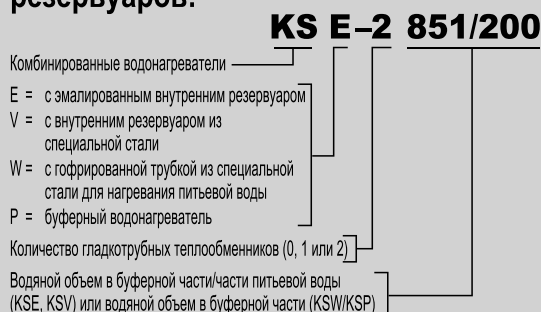 резервуаров:
KS E–2 851/200
Комбинированные водонагреватели
E = с эмалированным внутренним резервуаром
V = с внутренним резервуаром из
специальной стали
W = с гофрированной трубкой из специальной
стали для нагревания питьевой воды
P = буферный водонагреватель
Количество гладкотрубных теплообменников (0, 1 или 2)
Водяной объем в буферной части/части питьевой воды
(KSE, KSV) или водяной объем в буферной части (KSW/KSP)